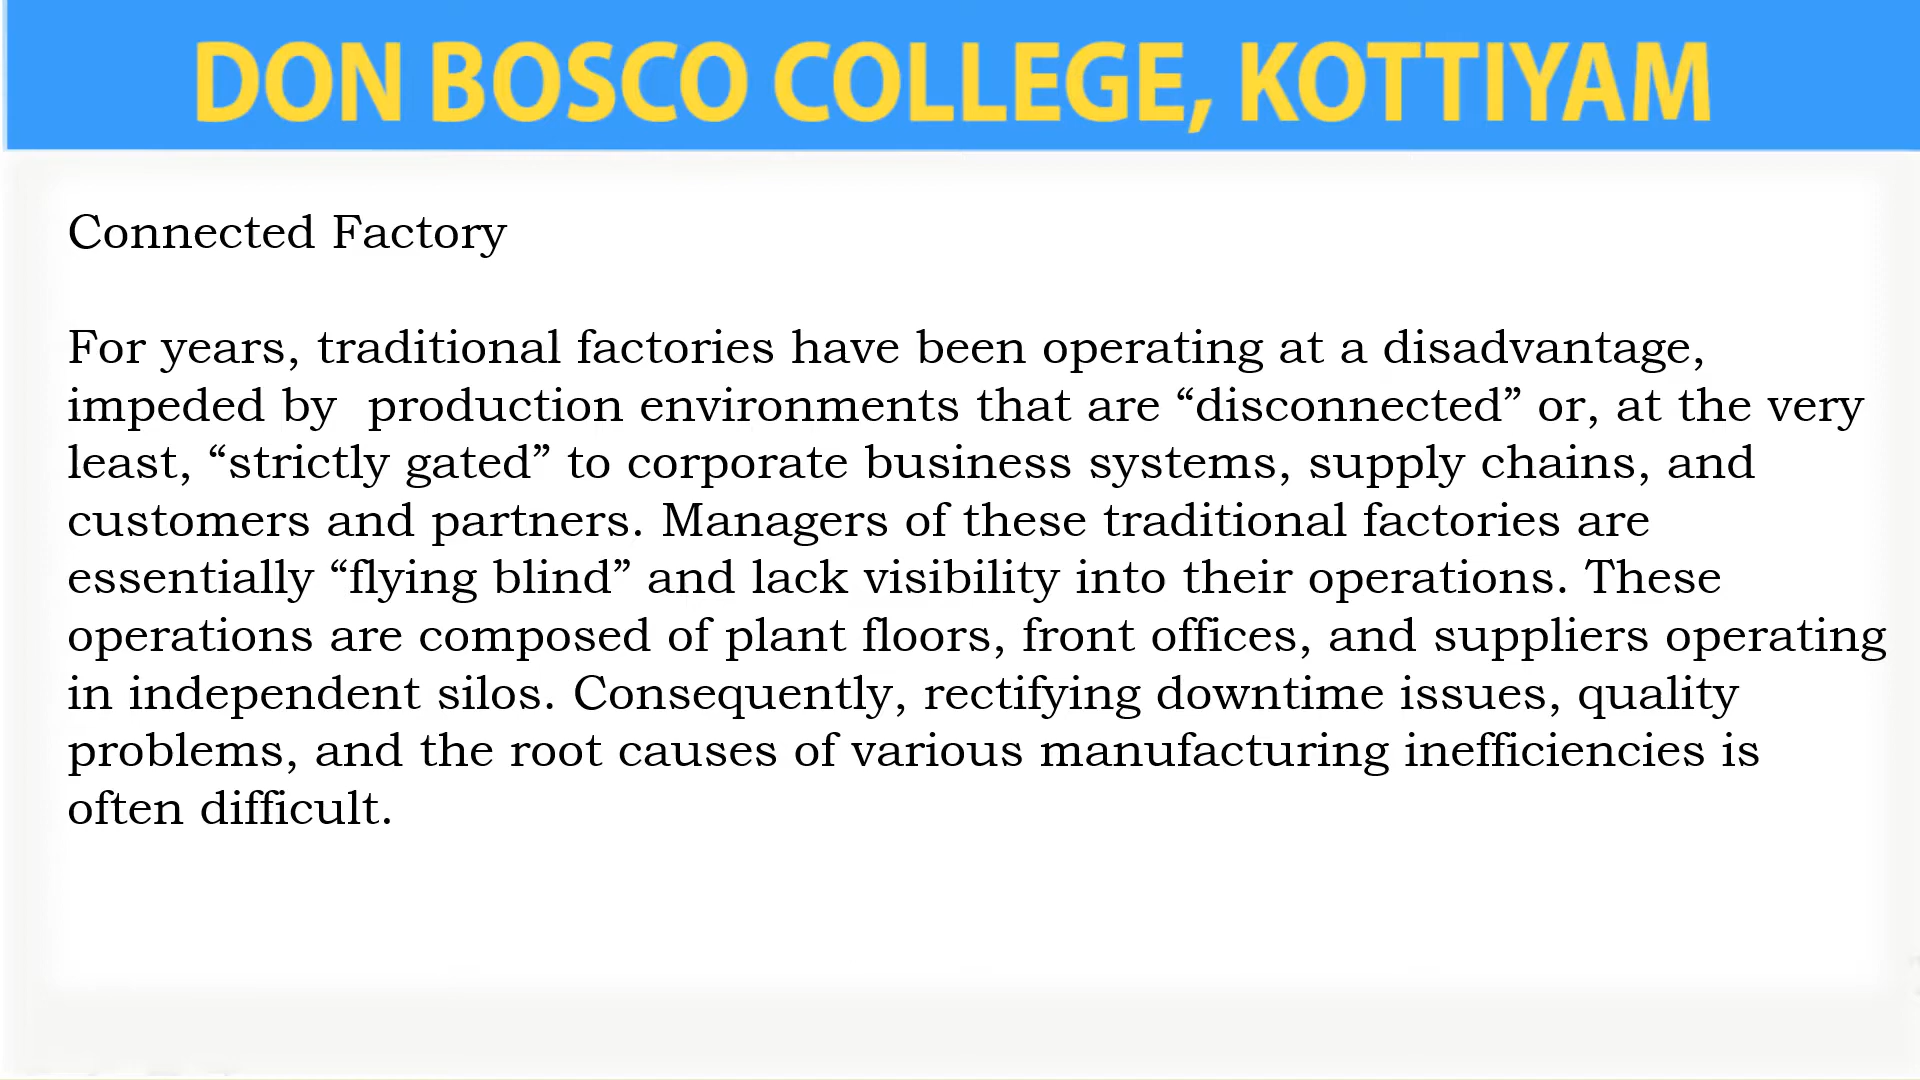 DON BOSCO COLLEGE, KOTTIYAM
Connected Factory
For years, traditional factories have been operating at a disadvantage,
impeded by  production environments that are “disconnected” or, at the very
least, “strictly gated” to corporate business systems, supply chains, and
customers and partners. Managers of these traditional factories are
essentially “flying blind” and lack visibility into their operations. These
operations are composed of plant floors, front offices, and suppliers operating
in independent silos. Consequently, rectifying downtime issues, quality
problems, and the root causes of various manufacturing inefficiencies is
often difficult.